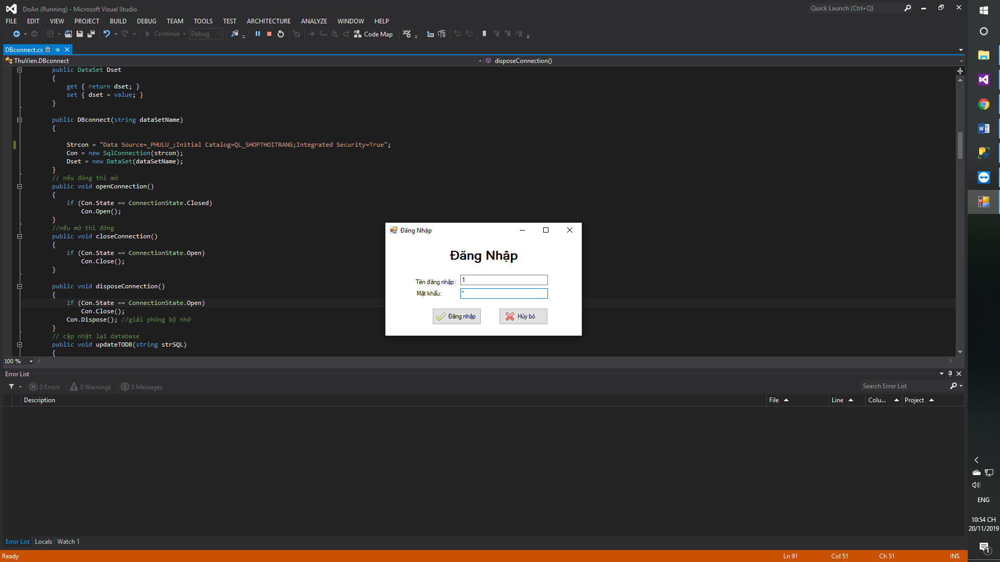 DoAn (Running) - Microsoft Visual Studio
Quick Launch (Ctrl+Q)
FILE EDIT VIEW PROJECT BUILD DEBUG TEAM TOOLS TEST ARCHITECTURE ANALYZE WINDOW HELP
Continue Debug Code Map
DBconnect.cs
ThuVien.DBconnect disposeConnection()
public DataSet Dset
{
get { return dset; }
set { dset = value; }
}
public DBconnect(string dataSetName)
{
Strcon = "Data Source=_PHULU_;Initial Catalog=QL_SHOPTHOITRANG;Integrated Security=True";
Con = new SqlConnection(strcon);
Dset = new DataSet(dataSetName);
}
// nếu đóng thì mở
public void openConnection()
{
if (Con.State == ConnectionState.Closed)
Con.Open();
}
//nếu mở thì đóng
public void closeConnection()
{
if (Con.State == ConnectionState.Open)
Con.Close();
}
public void disposeConnection()
{
if (Con.State == ConnectionState.Open)
Con.Close();
Con.Dispose(); //giải phóng bộ nhớ
}
// cập nhật lại database
public void updateTODB(string strSQL)
{
100 %
Đăng Nhập
Đăng Nhập
Tên đăng nhập: 1
Mật khẩu: *
Đăng nhập Hủy bỏ
Error List
0 Errors 0 Warnings 0 Messages
Search Error List
Description File Line Colu... Project
Error List Locals Watch 1
Ready Ln 91 Col 51 Ch 51 INS
ENG
10:54 CH
20/11/2019
1